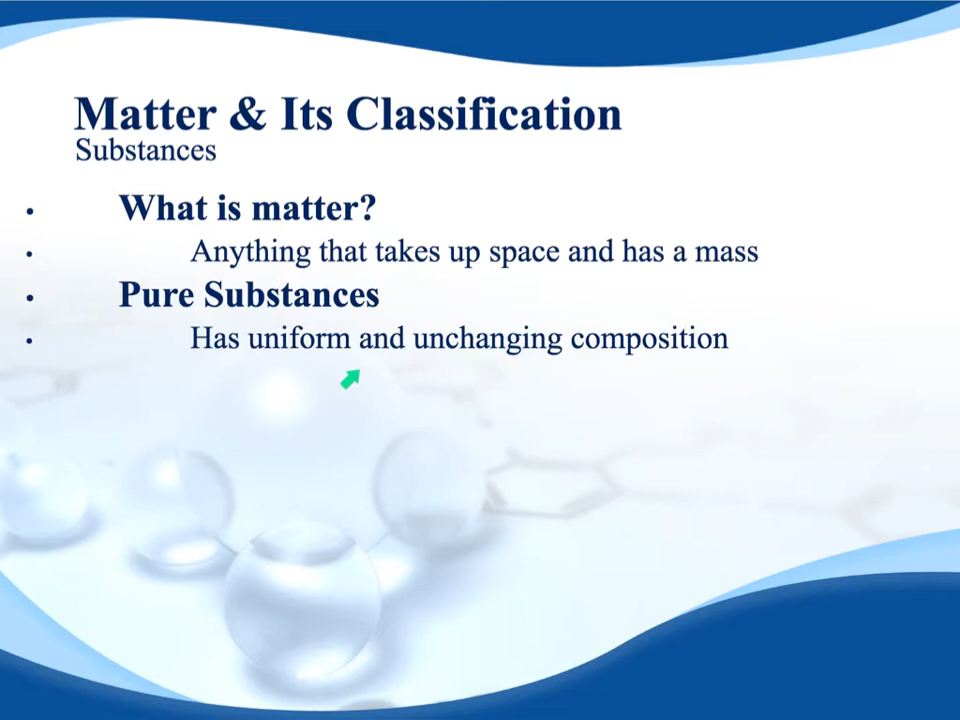 Matter & Its Classification
Substances
• What is matter?
• Anything that takes up space and has a mass
• Pure Substances
• Has uniform and unchanging composition